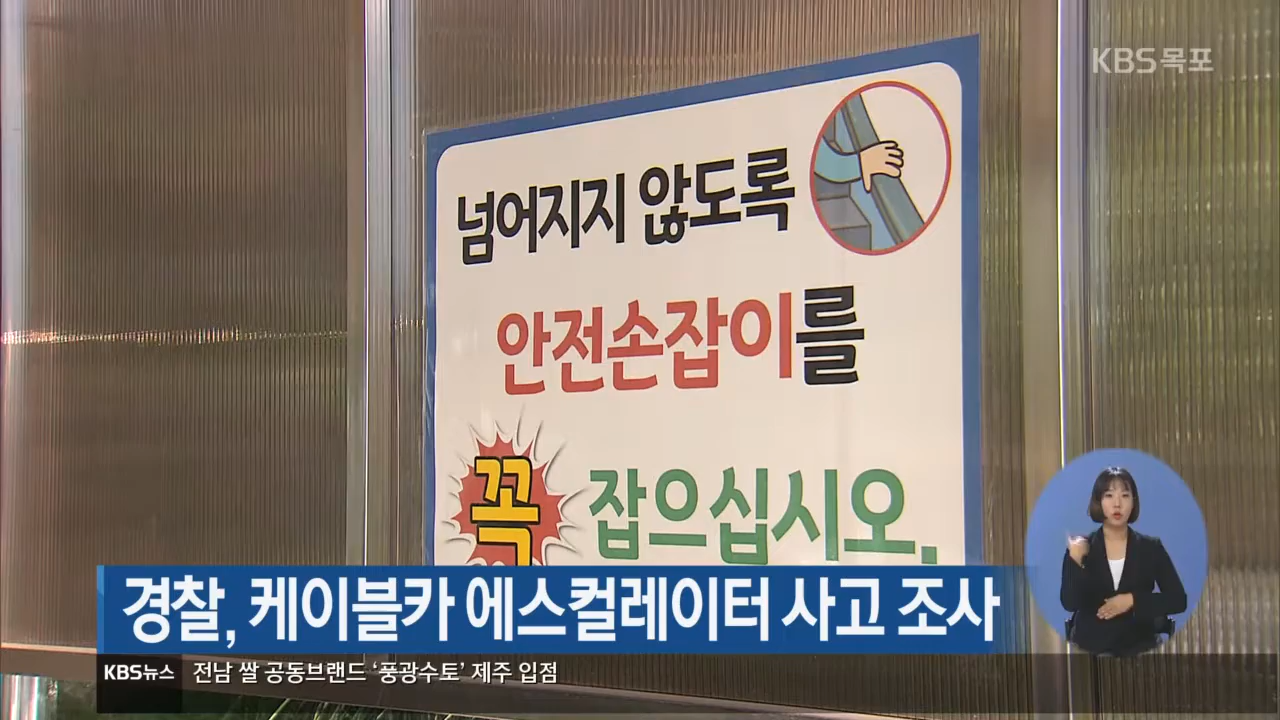 KBS목포
넘어지지 않도록
안전손잡이를
꼭 잡으십시오.
경찰, 케이블카 에스컬레이터 사고 조사
KBS뉴스 전남 쌀 공동브랜드 ‘풍광수토’ 제주 입점